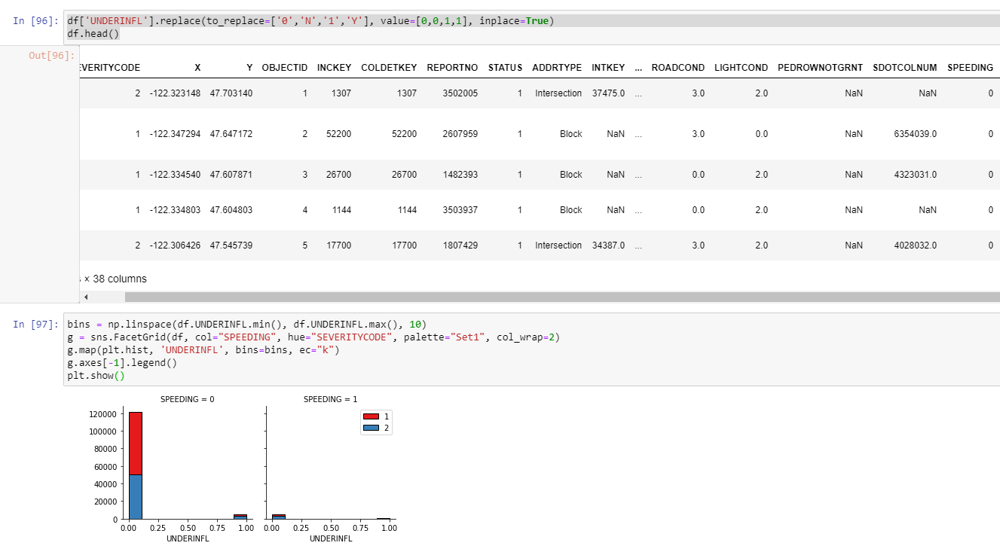 In [96]: df['UNDERINFL'].replace(to_replace=['0','N','1','Y'], value=[0,0,1,1], inplace=True)
df.head()
Out[96]:
EVERITYCODE X Y OBJECTID INCKEY COLDETKEY REPORTNO STATUS ADDRTYPE INTKEY ... ROADCOND LIGHTCOND PEDROWNOTGRNT SDOTCOLNUM SPEEDING
2 -122.323148 47.703140 1 1307 1307 3502005 1 Intersection 37475.0 ... 3.0 2.0 NaN NaN 0
1 -122.347294 47.647172 2 52200 52200 2607959 1 Block NaN ... 3.0 0.0 NaN 6354039.0 0
1 -122.334540 47.607871 3 26700 26700 1482393 1 Block NaN ... 0.0 2.0 NaN 4323031.0 0
1 -122.334803 47.604803 4 1144 1144 3503937 1 Block NaN ... 0.0 2.0 NaN NaN 0
2 -122.306426 47.545739 5 17700 17700 1807429 1 Intersection 34387.0 ... 3.0 2.0 NaN 4028032.0 0
× 38 columns
In [97]: bins = np.linspace(df.UNDERINFL.min(), df.UNDERINFL.max(), 10)
g = sns.FacetGrid(df, col="SPEEDING", hue="SEVERITYCODE", palette="Set1", col_wrap=2)
g.map(plt.hist, 'UNDERINFL', bins=bins, ec="k")
g.axes[-1].legend()
plt.show()
SPEEDING = 0 SPEEDING = 1
120000
100000
80000
60000
40000
20000
0
1
2
0.00 0.25 0.50 0.75 1.00 0.00 0.25 0.50 0.75 1.00
UNDERINFL UNDERINFL